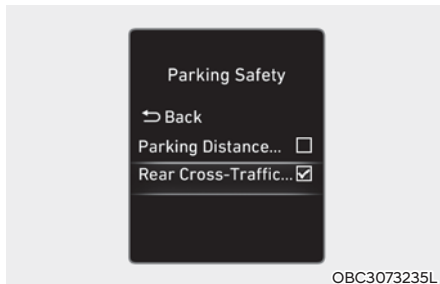 Parking Safety
Back
Parking Distance...
Rear Cross-Traffic...
OBC3073235L